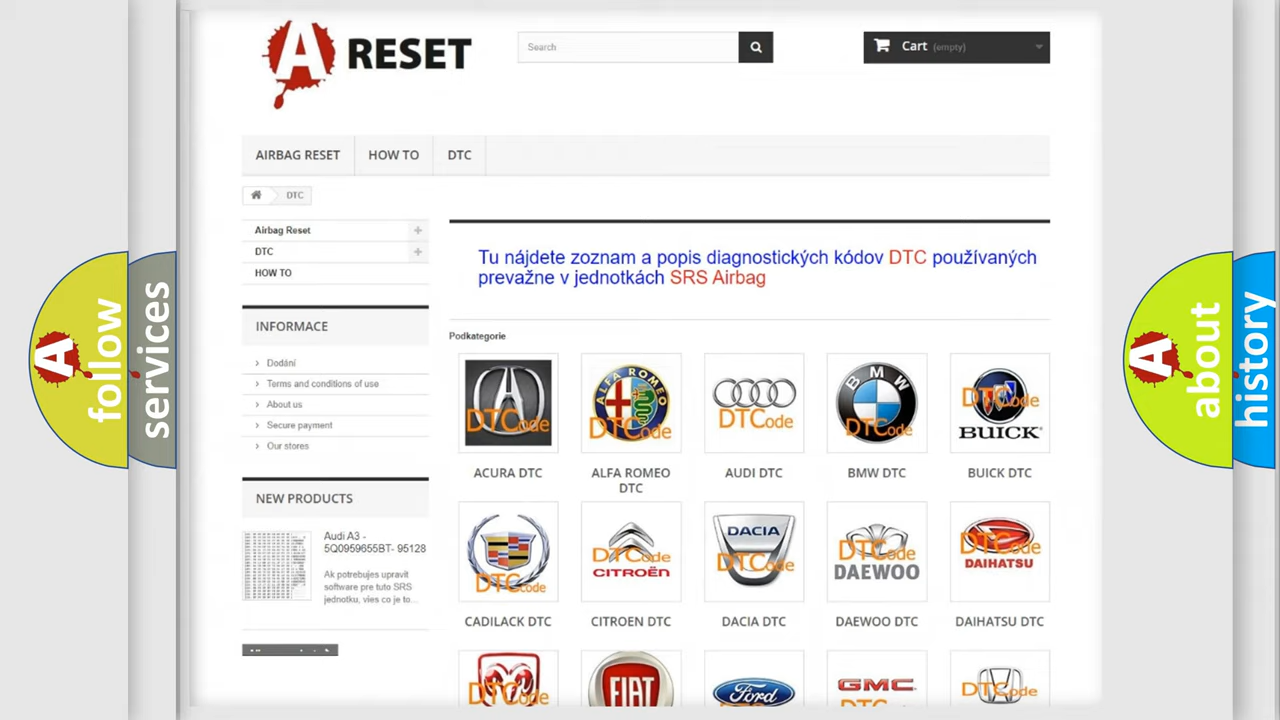 A RESET
Search
Cart (empty)
AIRBAG RESET
HOW TO
DTC
DTC
Airbag Reset
DTC
HOW TO
INFORMACE
Dodání
Terms and conditions of use
About us
Secure payment
Our stores
NEW PRODUCTS
Audi A3 -
5Q0959655BT- 95128
Ak potrebujes upravit
software pre tuto SRS
jednotku, vies co je to...
Tu nájdete zoznam a popis diagnostických kódov DTC používaných
prevažne v jednotkách SRS Airbag
Podkategorie
DTCode
ALFA ROMEO
DTCode
DTCode
BMW
DTCode
DTCode
BUICK
ACURA DTC
ALFA ROMEO
DTC
AUDI DTC
BMW DTC
BUICK DTC
DTCode
DTCode
CITROËN
DACIA
DTCode
DTCode
DAEWOO
DTCode
DAIHATSU
CADILACK DTC
CITROEN DTC
DACIA DTC
DAEWOO DTC
DAIHATSU DTC
DTCode
FIAT
Ford
GMC
DTCode
A follow
services
A about
history